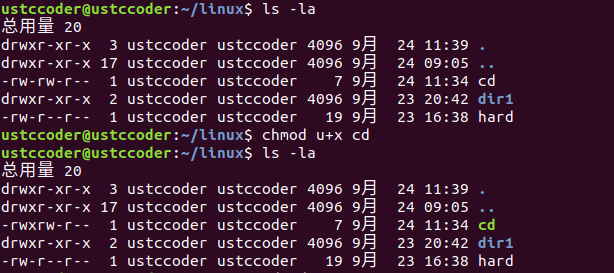 ustccoder@ustccoder:~/linux$ ls -la
总用量 20
drwxr-xr-x  3 ustccoder ustccoder 4096 9月  24 11:39 .
drwxr-xr-x 17 ustccoder ustccoder 4096 9月  24 09:05 ..
-rw-rw-r--  1 ustccoder ustccoder    7 9月  24 11:34 cd
drwxr-xr-x  2 ustccoder ustccoder 4096 9月  23 20:42 dir1
-rw-r--r--  1 ustccoder ustccoder   19 9月  23 16:38 hard
ustccoder@ustccoder:~/linux$ chmod u+x cd
ustccoder@ustccoder:~/linux$ ls -la
总用量 20
drwxr-xr-x  3 ustccoder ustccoder 4096 9月  24 11:39 .
drwxr-xr-x 17 ustccoder ustccoder 4096 9月  24 09:05 ..
-rwxrw-r--  1 ustccoder ustccoder    7 9月  24 11:34 cd
drwxr-xr-x  2 ustccoder ustccoder 4096 9月  23 20:42 dir1
-rw-r--r--  1 ustccoder ustccoder   19 9月  23 16:38 hard